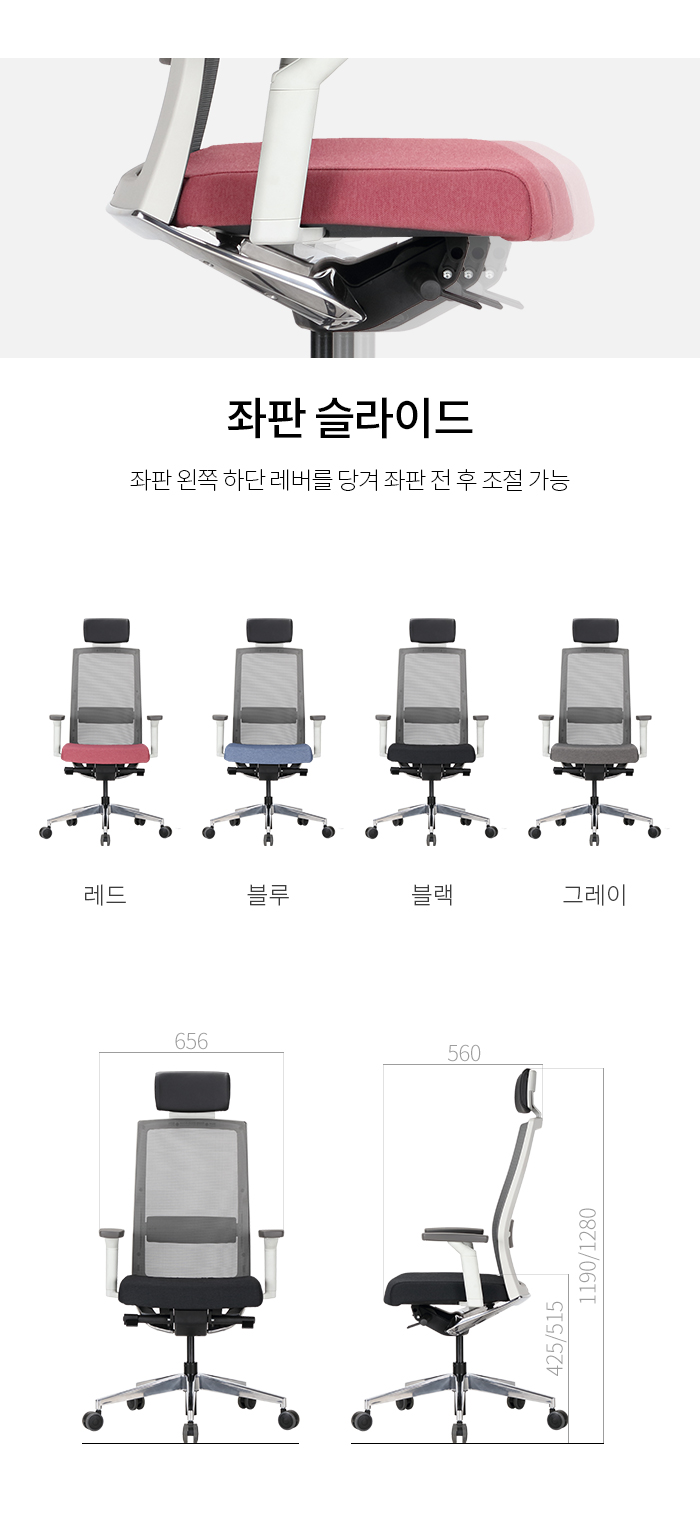 좌판 슬라이드
좌판 왼쪽 하단 레버를 당겨 좌판 전 후 조절 가능
레드
블루
블랙
그레이
656
560
1190/1280
425/515